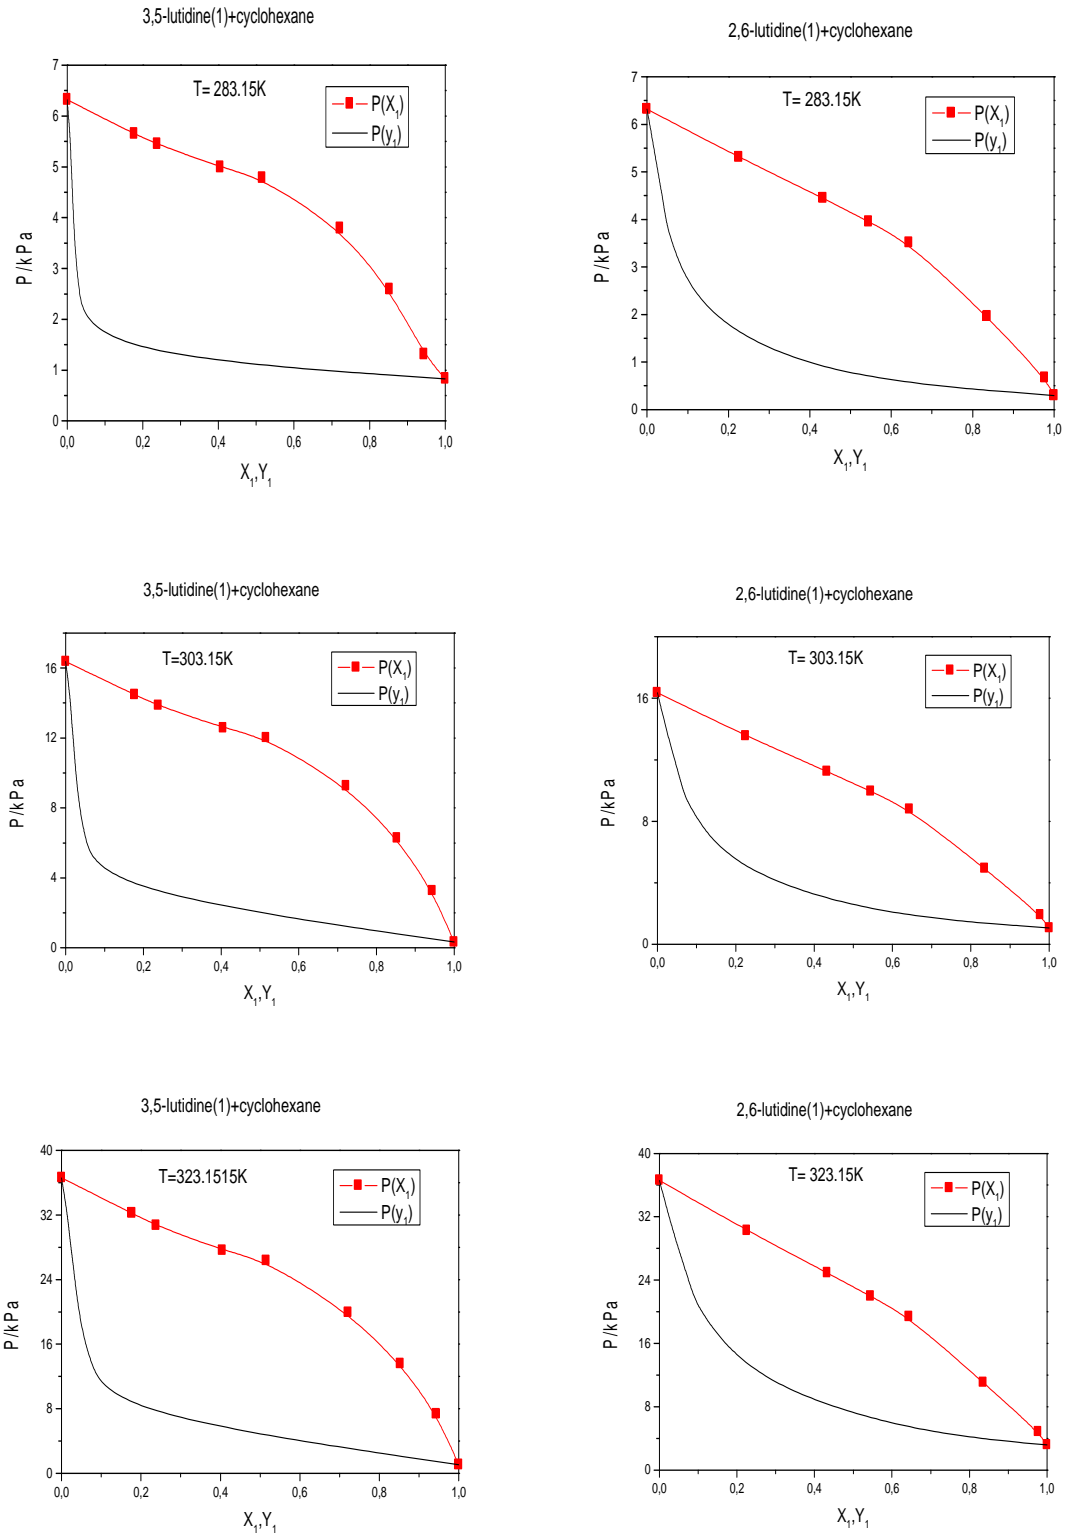 3,5-lutidine(1)+cyclohexane
T= 283.15K
P(X₁)
P(y₁)
7
6
5
4
3
2
1
0
P/kPa
0,0 0,2 0,4 0,6 0,8 1,0
X₁,Y₁
2,6-lutidine(1)+cyclohexane
T= 283.15K
P(X₁)
P(y₁)
7
6
5
4
3
2
1
0
P/kPa
0,0 0,2 0,4 0,6 0,8 1,0
X₁,Y₁
3,5-lutidine(1)+cyclohexane
T=303.15K
P(X₁)
P(y₁)
16
12
8
4
0
P/kPa
0,0 0,2 0,4 0,6 0,8 1,0
X₁,Y₁
2,6-lutidine(1)+cyclohexane
T= 303.15K
P(X₁)
P(y₁)
16
8
0
P/kPa
0,0 0,2 0,4 0,6 0,8 1,0
X₁,Y₁
3,5-lutidine(1)+cyclohexane
T=323.1515K
P(X₁)
P(y₁)
40
32
24
16
8
0
P/kPa
0,0 0,2 0,4 0,6 0,8 1,0
X₁,Y₁
2,6-lutidine(1)+cyclohexane
T= 323.15K
P(X₁)
P(y₁)
40
32
24
16
8
0
P/kPa
0,0 0,2 0,4 0,6 0,8 1,0
X₁,Y₁